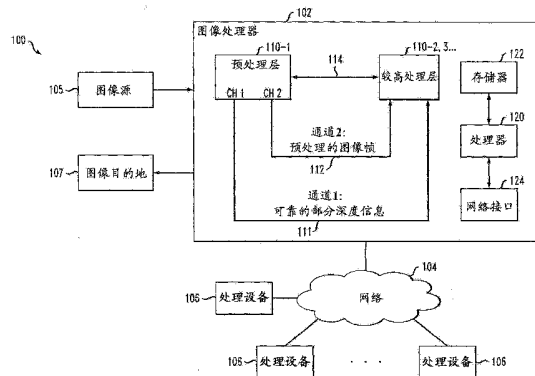 102
图像处理器
100
110-1
110-2,3...
预处理层
CH 1
CH 2
114
较高处理层
122
存储器
105
图像源
通道2:
预处理的图像帧
112
120
处理器
107
图像目的地
通道1:
可靠的部分深度信息
111
124
网络接口
104
网络
106
处理设备
106
处理设备
. . .
处理设备
106